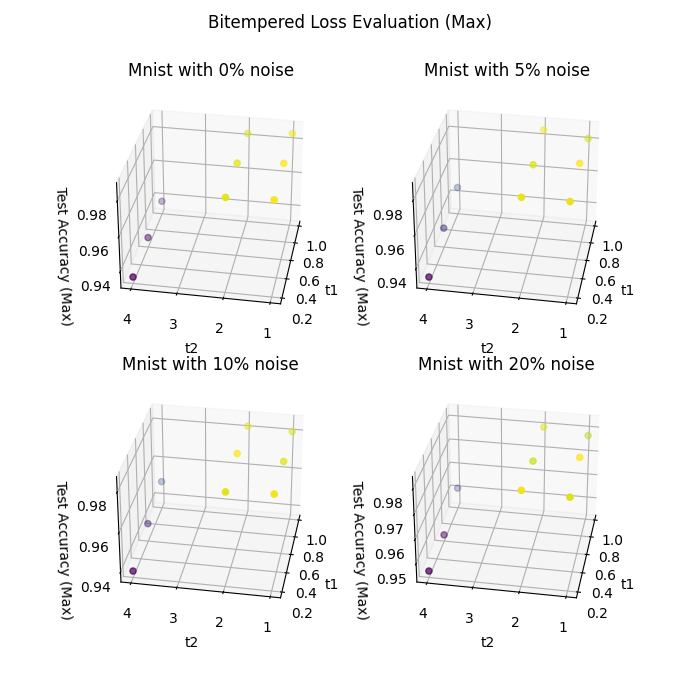 Bitempered Loss Evaluation (Max)
Mnist with 0% noise
Test Accuracy (Max)
0.98
0.96
0.94
4
3
2
1
t2
0.2
0.4
0.6
0.8
1.0
t1
Mnist with 5% noise
Test Accuracy (Max)
0.98
0.96
0.94
4
3
2
1
t2
0.2
0.4
0.6
0.8
1.0
t1
Mnist with 10% noise
Test Accuracy (Max)
0.98
0.96
0.94
4
3
2
1
t2
0.2
0.4
0.6
0.8
1.0
t1
Mnist with 20% noise
Test Accuracy (Max)
0.98
0.97
0.96
0.95
4
3
2
1
t2
0.2
0.4
0.6
0.8
1.0
t1